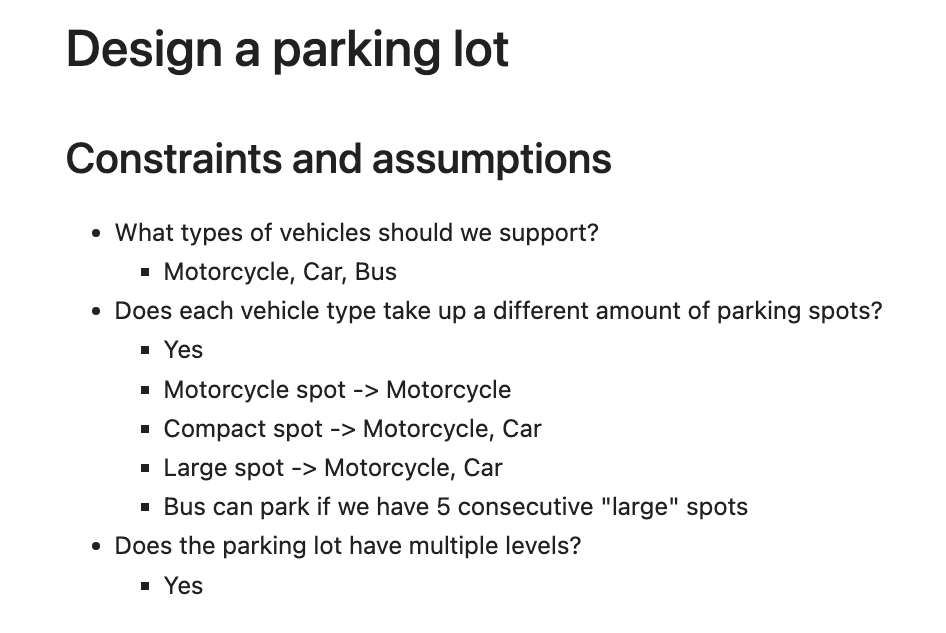 Design a parking lot
Constraints and assumptions
• What types of vehicles should we support?
▪ Motorcycle, Car, Bus
• Does each vehicle type take up a different amount of parking spots?
▪ Yes
▪ Motorcycle spot -> Motorcycle
▪ Compact spot -> Motorcycle, Car
▪ Large spot -> Motorcycle, Car
▪ Bus can park if we have 5 consecutive "large" spots
• Does the parking lot have multiple levels?
▪ Yes